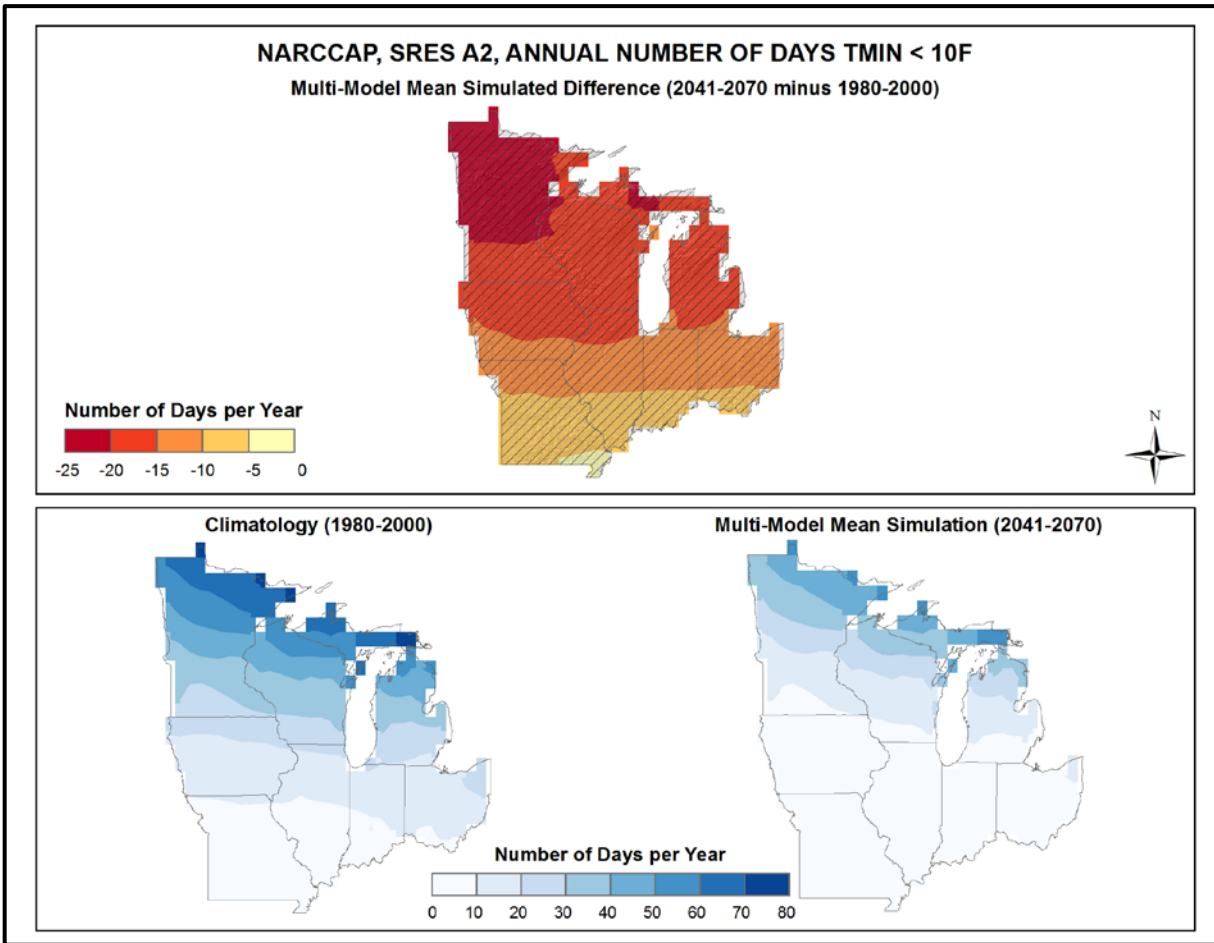 NARCCAP, SRES A2, ANNUAL NUMBER OF DAYS TMIN < 10F
Multi-Model Mean Simulated Difference (2041-2070 minus 1980-2000)
Number of Days per Year
-25 -20 -15 -10 -5 0
N
Climatology (1980-2000)
Multi-Model Mean Simulation (2041-2070)
Number of Days per Year
0 10 20 30 40 50 60 70 80